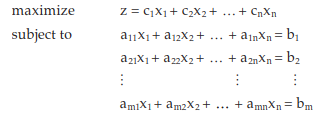 maximize z = c₁x₁ + c₂x₂ + ... + cₙxₙ
subject to a₁₁x₁ + a₁₂x₂ + ... + a₁ₙxₙ = b₁
a₂₁x₁ + a₂₂x₂ + ... + a₂ₙxₙ = b₂
⋮ ⋮ ⋮
aₘ₁x₁ + aₘ₂x₂ + ... + aₘₙxₙ = bₘ